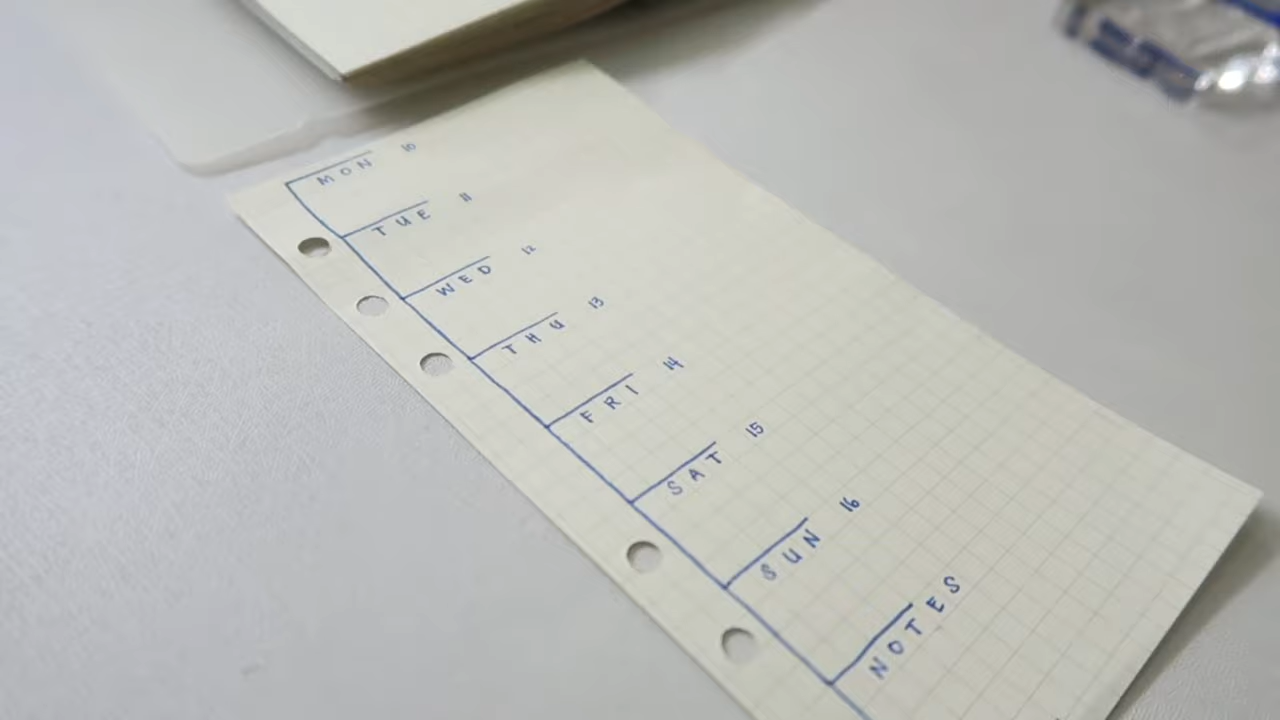 MON 10
TUE 11
WED 12
THU 13
FRI 14
SAT 15
SUN 16
NOTES